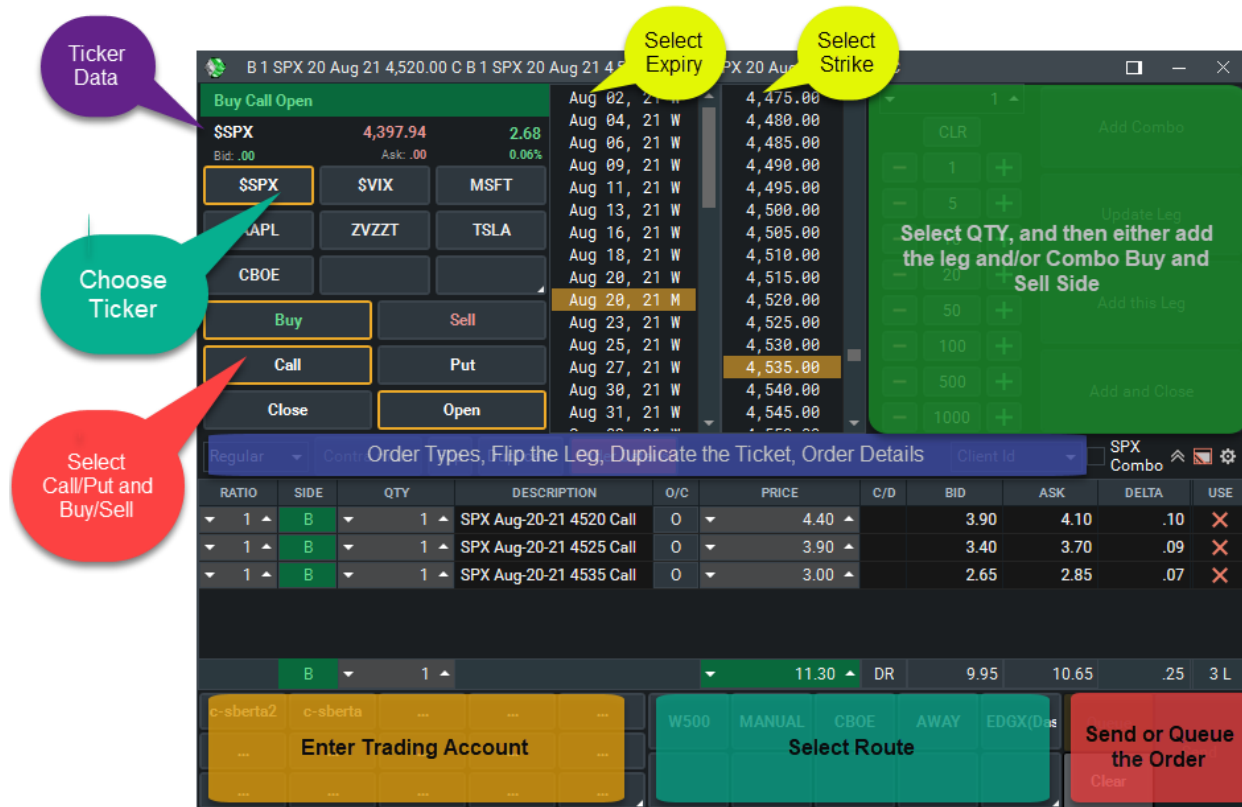 Ticker
Data
Select
Expiry
Select
Strike
B 1 SPX 20 Aug 21 4,520.00 C B 1 SPX 20 Aug 21
Buy Call Open
$SPX 4,397.94 2.68
Bid: .00 Ask: .00 0.06%
$SPX $VIX MSFT
ZVZZT TSLA
CBOE
Choose
Ticker
Buy Sell
Call Put
Close Open
Select
Call/Put and
Buy/Sell
Aug 02, 21 W
Aug 04, 21 W
Aug 06, 21 W
Aug 09, 21 W
Aug 11, 21 W
Aug 13, 21 W
Aug 16, 21 W
Aug 18, 21 W
Aug 20, 21 W
Aug 20, 21 M
Aug 23, 21 W
Aug 25, 21 W
Aug 27, 21 W
Aug 30, 21 W
Aug 31, 21 W
4,475.00
4,480.00
4,485.00
4,490.00
4,495.00
4,500.00
4,505.00
4,510.00
4,515.00
4,520.00
4,525.00
4,530.00
4,535.00
4,540.00
4,545.00
1
CLR
1
5
20
50
100
500
1000
Add Combo
Update Leg
Add this Leg
Add and Close
Select QTY, and then either add
the leg and/or Combo Buy and
Sell Side
Regular
Order Types, Flip the Leg, Duplicate the Ticket, Order Details
Client Id
SPX
Combo
RATIO SIDE QTY DESCRIPTION O/C PRICE C/D BID ASK DELTA USE
1 B 1 SPX Aug-20-21 4520 Call O 4.40 3.90 4.10 .10
1 B 1 SPX Aug-20-21 4525 Call O 3.90 3.40 3.70 .09
1 B 1 SPX Aug-20-21 4535 Call O 3.00 2.65 2.85 .07
B 1 11.30 DR 9.95 10.65 .25 3 L
c-sberta2 c-sberta ... ... ...
Enter Trading Account
W500 MANUAL CBOE AWAY EDGX(Das
Select Route
Send or Queue
the Order
Clear